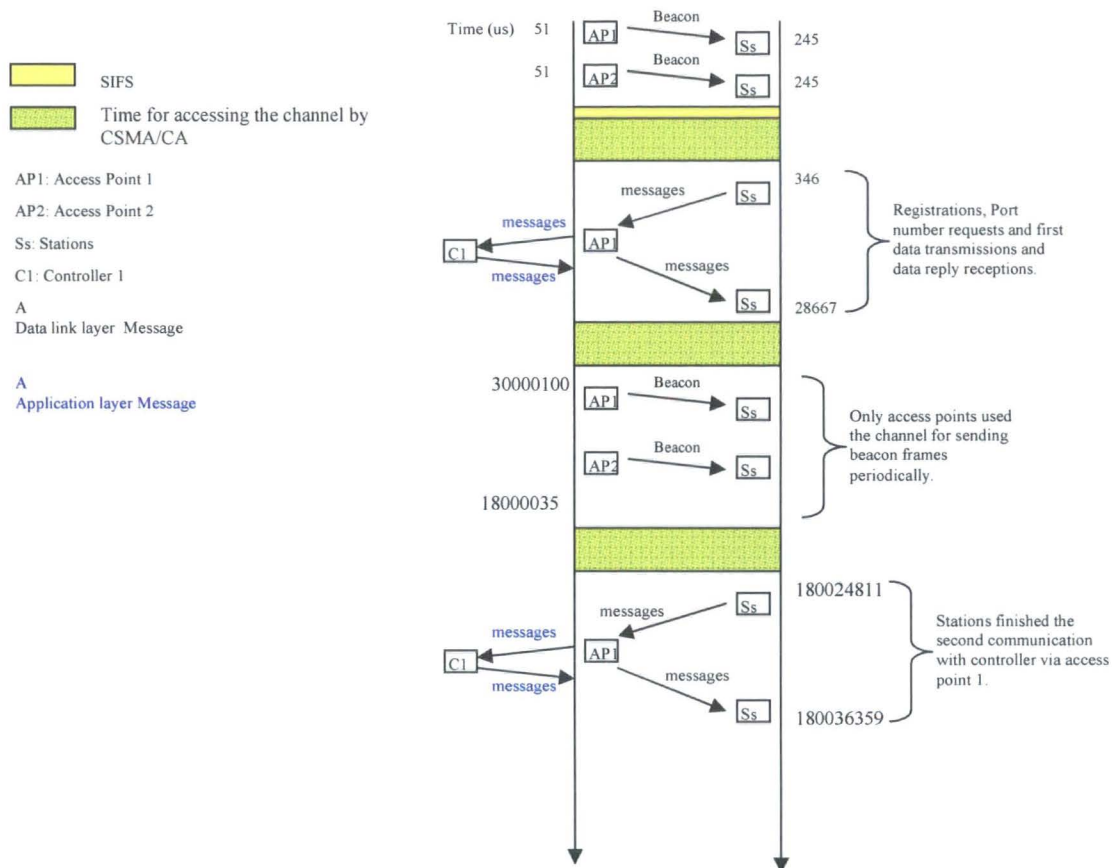 Time (us) 51 AP1 Beacon Ss 245
51 AP2 Beacon Ss 245
SIFS
Time for accessing the channel by
CSMA/CA
AP1: Access Point 1
AP2: Access Point 2
Ss: Stations
C1: Controller 1
A
Data link layer Message
A
Application layer Message
346
messages Ss
messages
C1 AP1
messages messages
Ss
28667
Registrations, Port
number requests and first
data transmissions and
data reply receptions.
30000100 AP1 Beacon Ss
AP2 Beacon Ss
18000035
Only access points used
the channel for sending
beacon frames
periodically.
180024811
messages Ss
messages
C1 AP1
messages messages
Ss 180036359
Stations finished the
second communication
with controller via access
point 1.